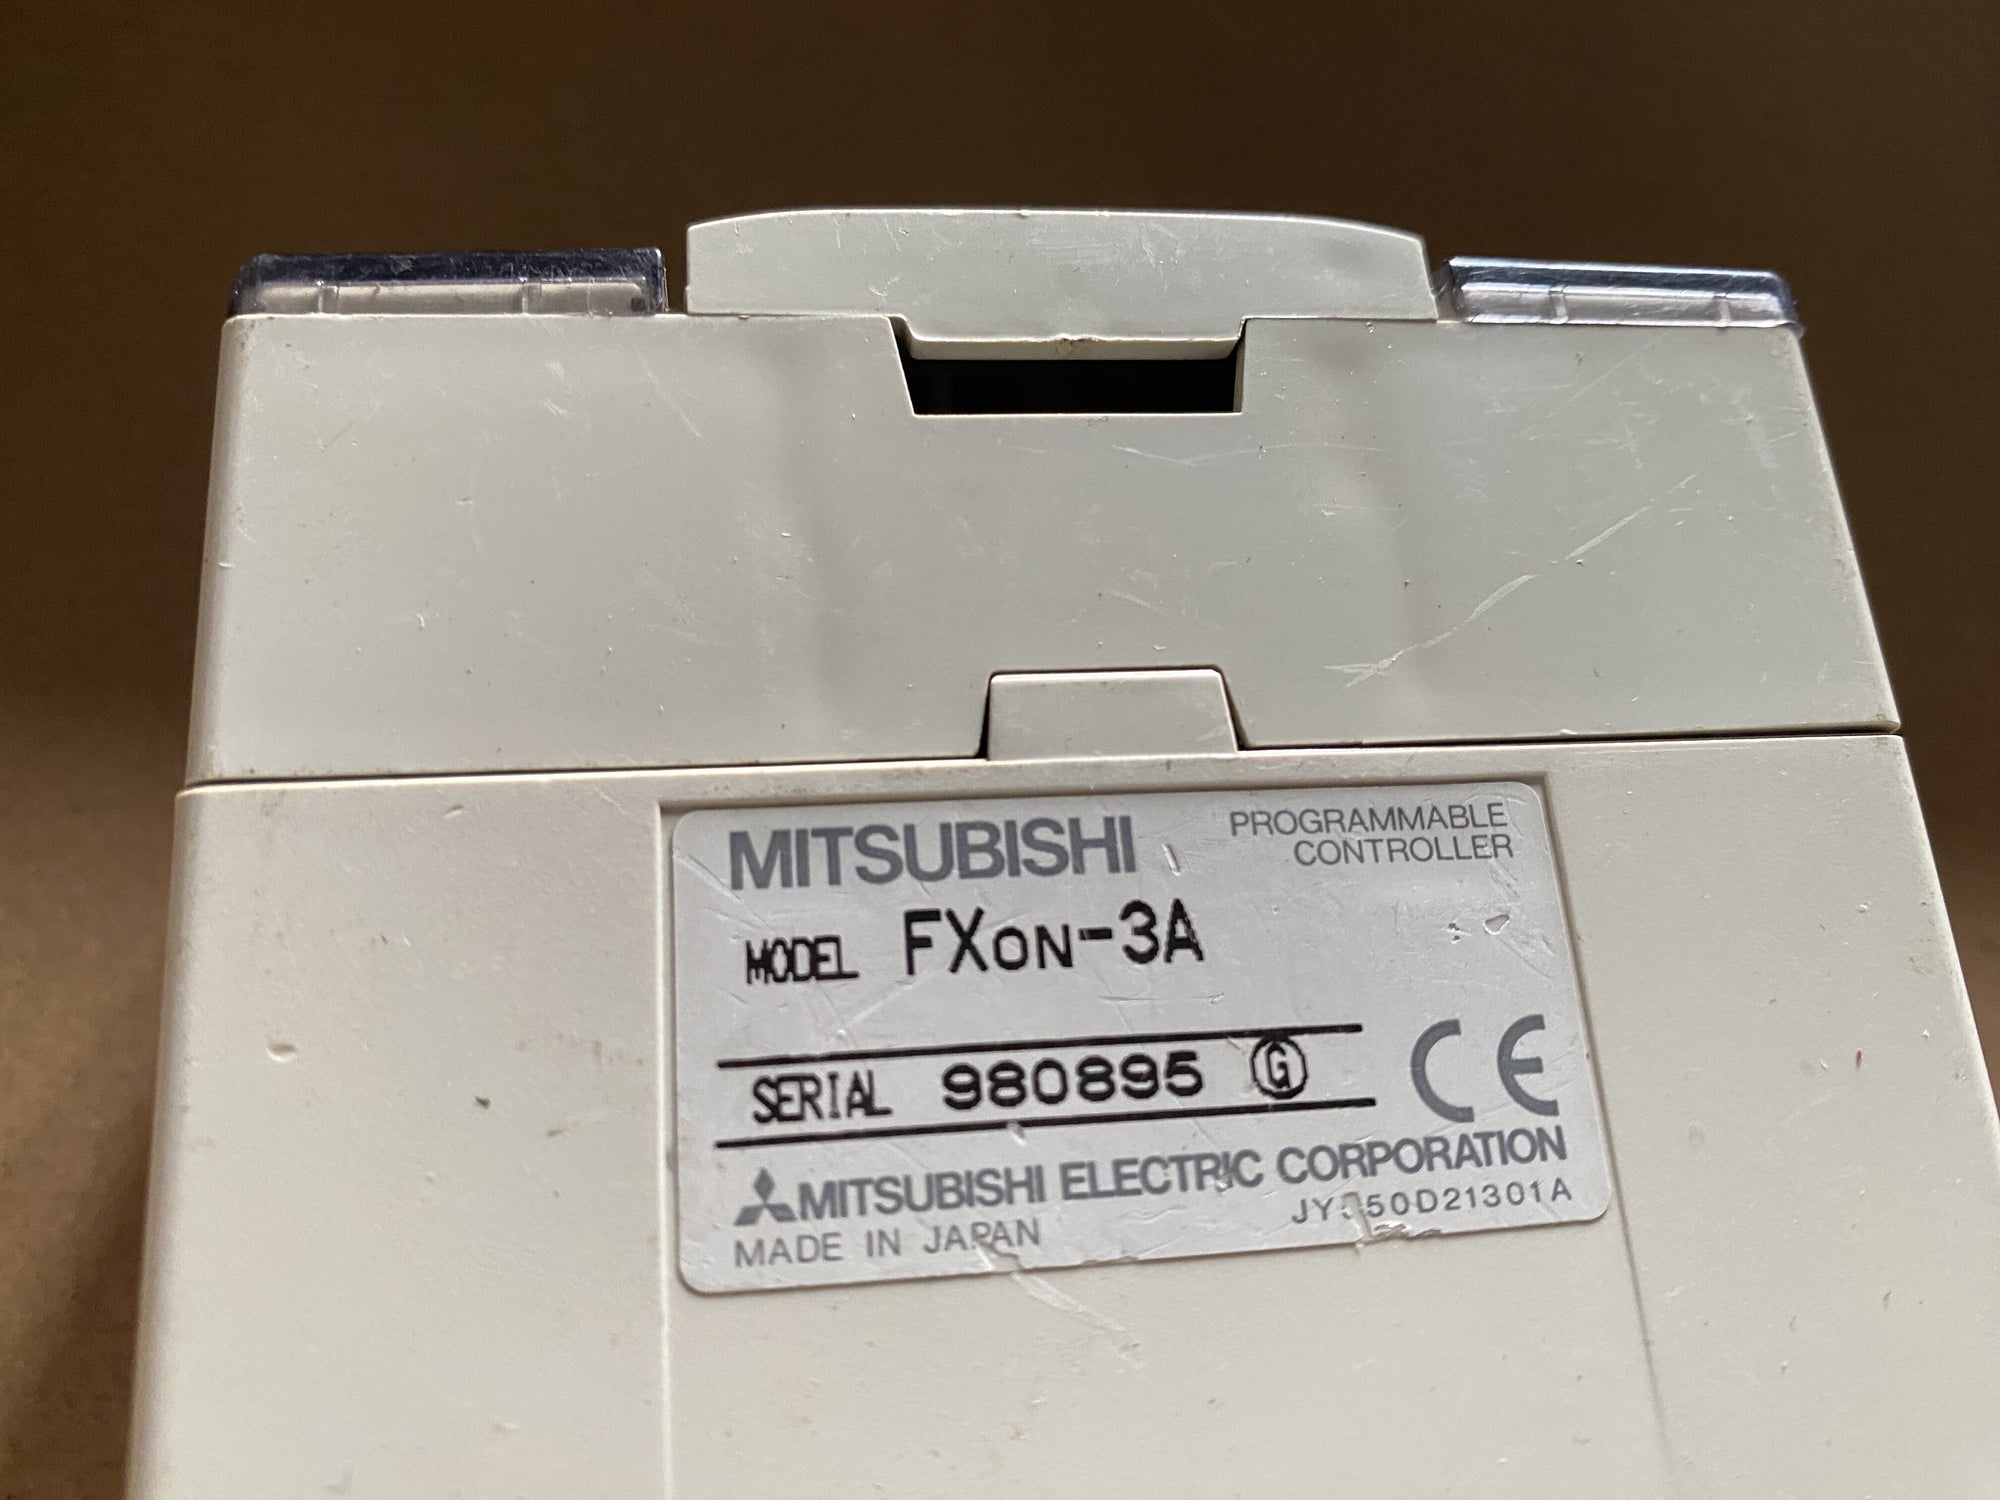 MITSUBISHI
PROGRAMMABLE
CONTROLLER
MODEL FX0N-3A
SERIAL 980895 G
CE
MITSUBISHI ELECTRIC CORPORATION
MADE IN JAPAN